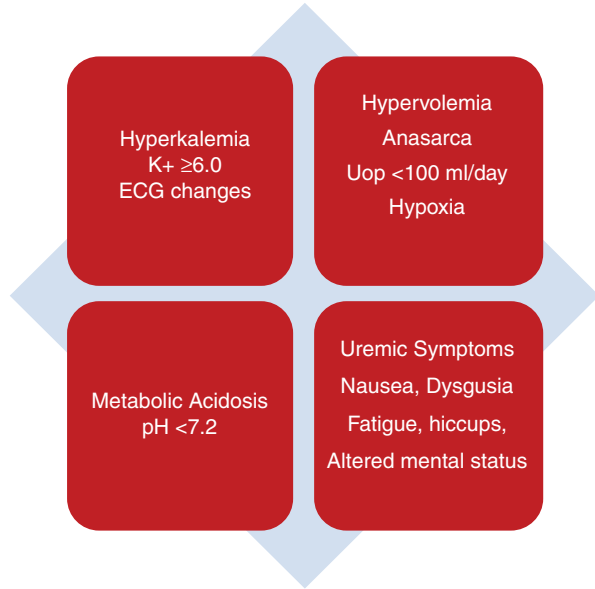 Hyperkalemia
K+ ≥6.0
ECG changes
Hypervolemia
Anasarca
Uop <100 ml/day
Hypoxia
Metabolic Acidosis
pH <7.2
Uremic Symptoms
Nausea, Dysgusia
Fatigue, hiccups,
Altered mental status